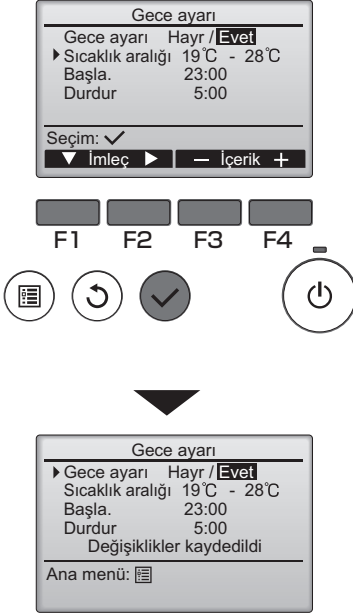 Gece ayarı
Gece ayarı Hayr / Evet
Sıcaklık aralığı 19℃ - 28℃
Başla. 23:00
Durdur 5:00
Seçim: ✓
▼ İmleç ▶ — İçerik +
F1 F2 F3 F4
Gece ayarı
Gece ayarı Hayr / Evet
Sıcaklık aralığı 19℃ - 28℃
Başla. 23:00
Durdur 5:00
Değişiklikler kaydedildi
Ana menü: